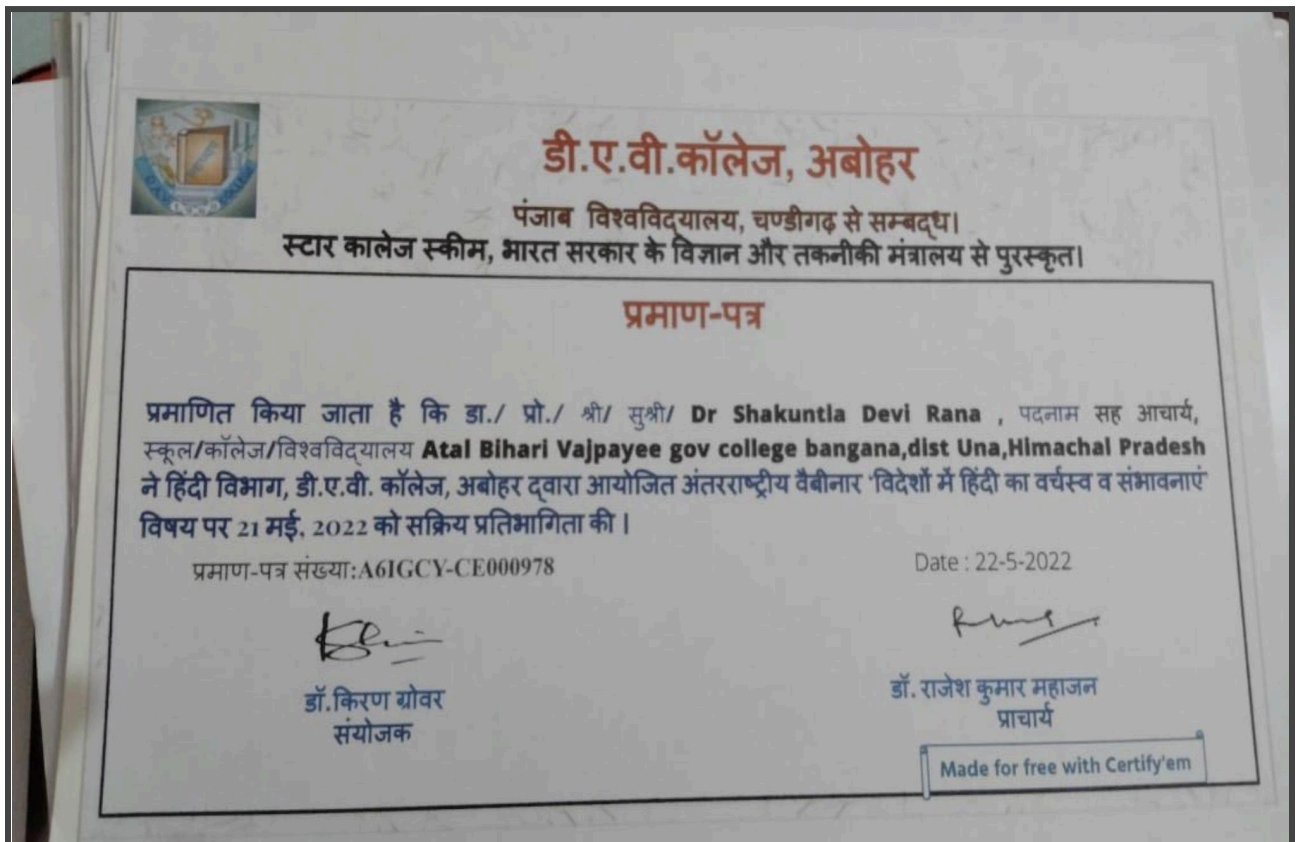 डी.ए.वी.कॉलेज, अबोहर
पंजाब विश्वविद्यालय, चण्डीगढ़ से सम्बद्ध।
स्टार कालेज स्कीम, भारत सरकार के विज्ञान और तकनीकी मंत्रालय से पुरस्कृत।
प्रमाण-पत्र
प्रमाणित किया जाता है कि डा./ प्रो./ श्री/ सुश्री/ Dr Shakuntla Devi Rana , पदनाम सह आचार्य,
स्कूल/कॉलेज/विश्वविद्यालय Atal Bihari Vajpayee gov college bangana,dist Una,Himachal Pradesh
ने हिंदी विभाग, डी.ए.वी. कॉलेज, अबोहर द्वारा आयोजित अंतरराष्ट्रीय वैबीनार 'विदेशों में हिंदी का वर्चस्व व संभावनाएं'
विषय पर 21 मई, 2022 को सक्रिय प्रतिभागिता की।
प्रमाण-पत्र संख्या:A6IGCY-CE000978
Date : 22-5-2022
डॉ.किरण ग्रोवर
संयोजक
डॉ. राजेश कुमार महाजन
प्राचार्य
Made for free with Certify'em